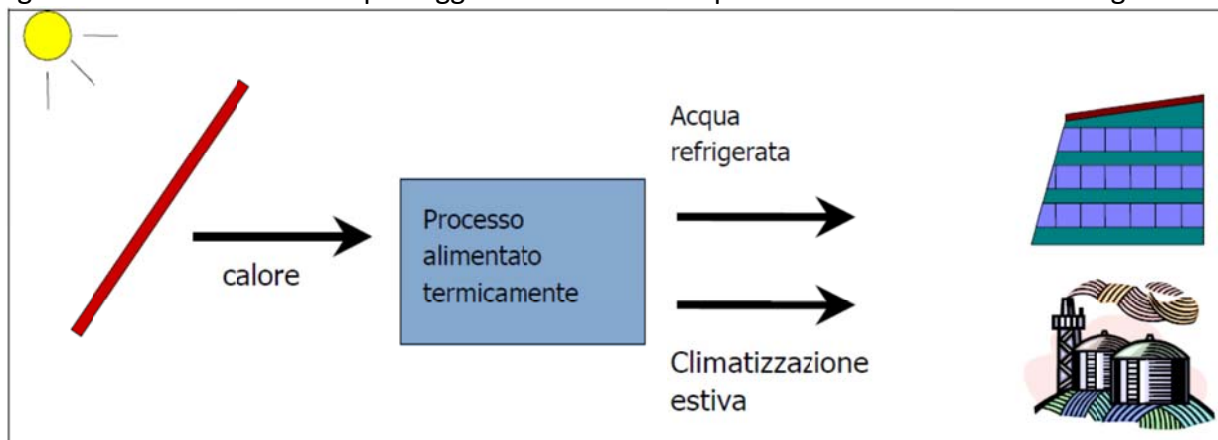 calore
Processo
alimentato
termicamente
Acqua
refrigerata
Climatizzazione
estiva